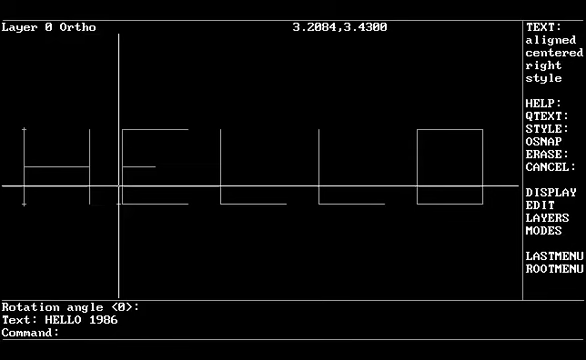 Layer 0 Ortho 3.2084,3.4300
HELLO
TEXT:
aligned
centered
right
style
HELP:
QTEXT:
STYLE:
OSNAP
ERASE:
CANCEL:
DISPLAY
EDIT
LAYERS
MODES
LASTMENU
ROOTMENU
Rotation angle <0>:
Text: HELLO 1986
Command: